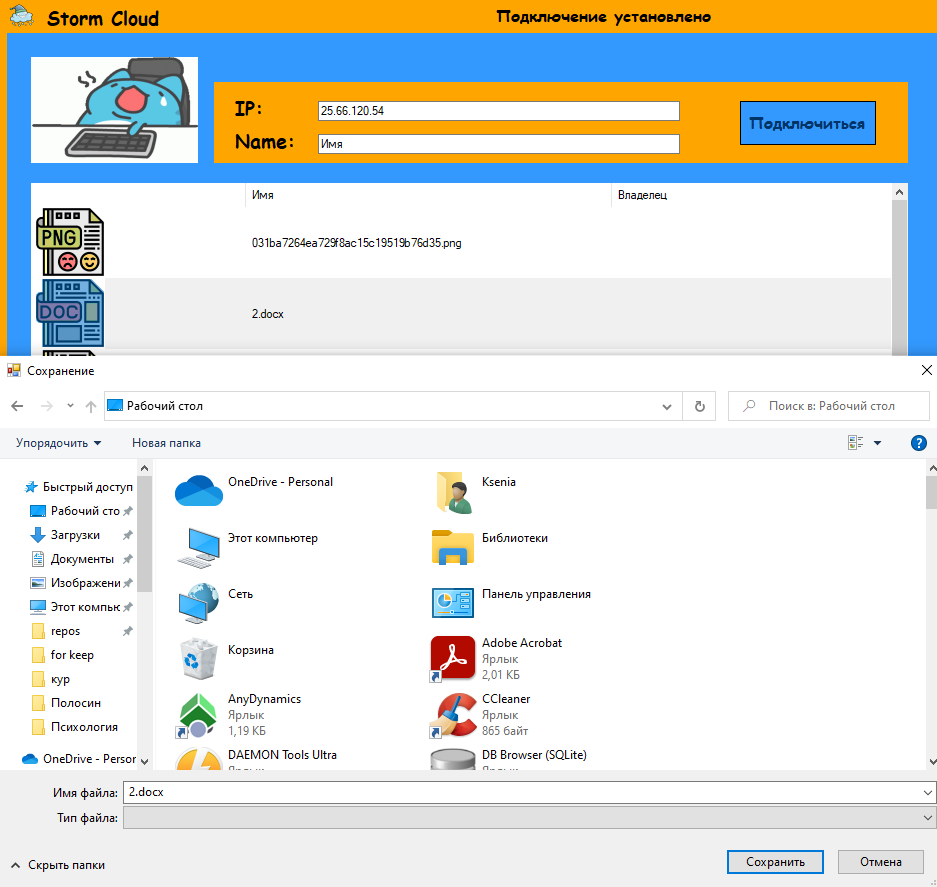 Storm Cloud Подключение установлено
IP: 25.66.120.54
Подключиться
Name: Имя
Имя Владелец
PNG 031ba7264ea729f8ac15c19519b76d35.png
DOC 2.docx
Сохранение
Рабочий стол Поиск в: Рабочий стол
Упорядочить Новая папка
Быстрый доступ
Рабочий сто
Загрузки
Документы
Изображени
Этот компьк
repos
for keep
кур
Полосин
Психология
OneDrive - Persor
OneDrive - Personal Ksenia
Этот компьютер Библиотеки
Сеть Панель управления
Корзина Adobe Acrobat
Ярлык
2,01 КБ
AnyDynamics CCleaner
Ярлык Ярлык
1,19 КБ 865 байт
DAEMON Tools Ultra DB Browser (SQLite)
Имя файла: 2.docx
Тип файла:
Скрыть папки Сохранить Отмена